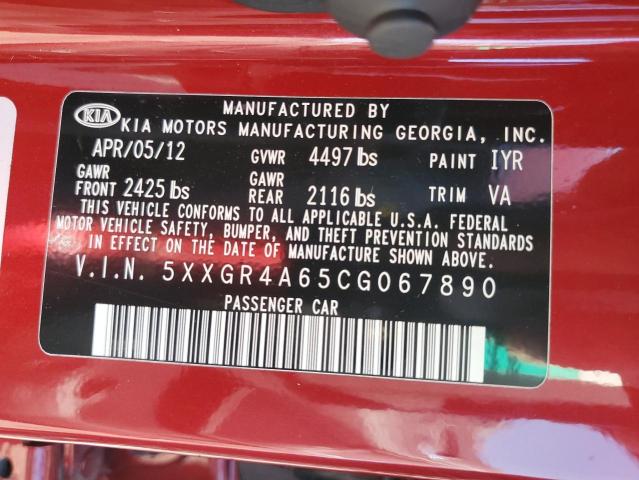 MANUFACTURED BY
KIA KIA MOTORS MANUFACTURING GEORGIA, INC.
APR/05/12 GVWR 4497 lbs PAINT IYR
GAWR FRONT 2425 lbs GAWR REAR 2116 lbs TRIM VA
THIS VEHICLE CONFORMS TO ALL APPLICABLE U.S.A. FEDERAL
MOTOR VEHICLE SAFETY, BUMPER, AND THEFT PREVENTION STANDARDS
IN EFFECT ON THE DATE OF MANUFACTURE SHOWN ABOVE.
V.I.N. 5XXGR4A65CG067890
PASSENGER CAR